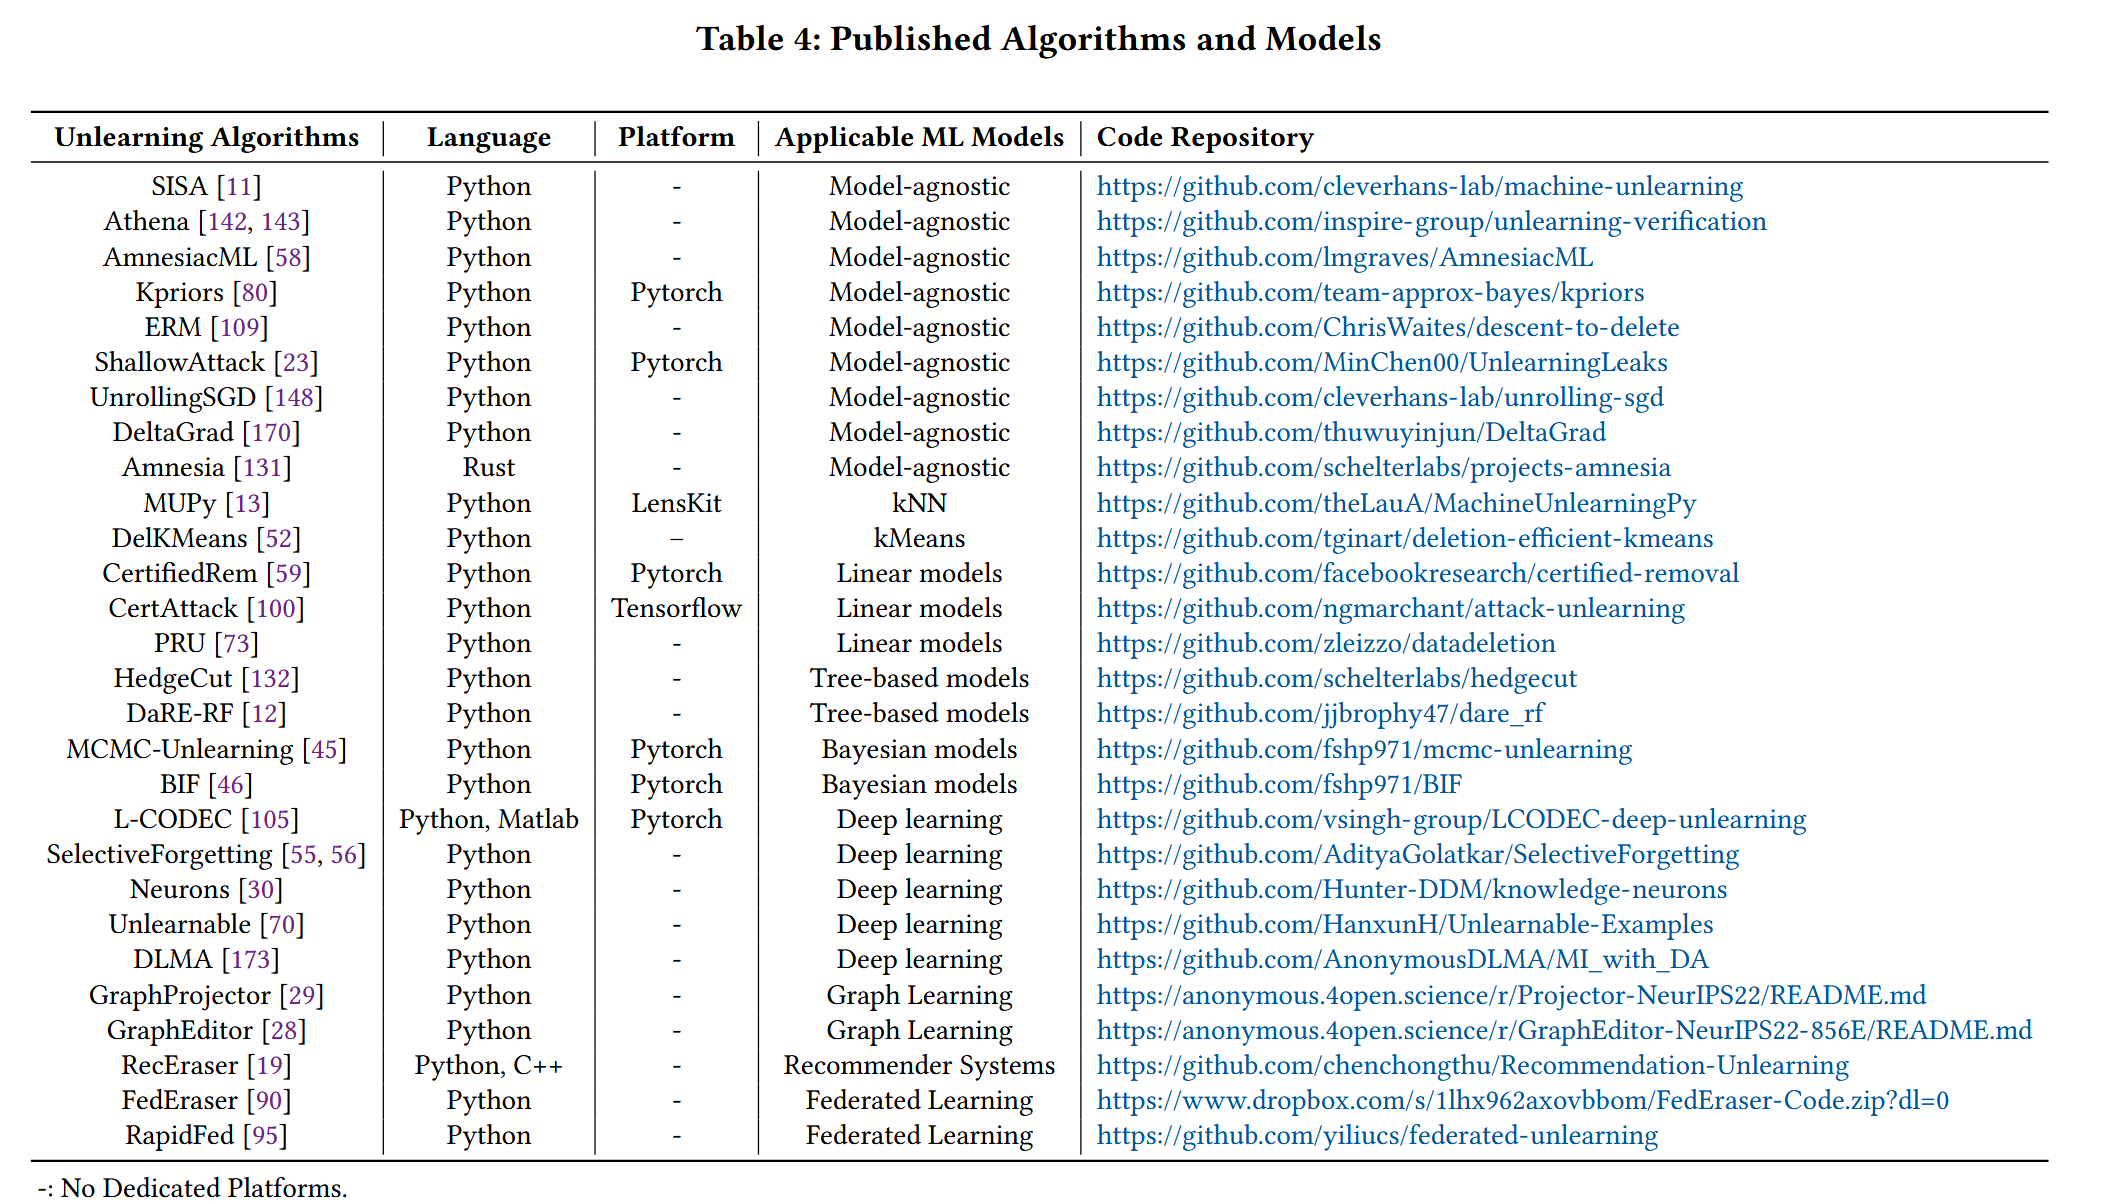 Table 4: Published Algorithms and Models
Unlearning Algorithms Language Platform Applicable ML Models Code Repository
SISA [11] Python - Model-agnostic https://github.com/cleverhans-lab/machine-unlearning
Athena [142, 143] Python - Model-agnostic https://github.com/inspire-group/unlearning-verification
AmnesiacML [58] Python - Model-agnostic https://github.com/lmgraves/AmnesiacML
Kpriors [80] Python Pytorch Model-agnostic https://github.com/team-approx-bayes/kpriors
ERM [109] Python - Model-agnostic https://github.com/ChrisWaites/descent-to-delete
ShallowAttack [23] Python Pytorch Model-agnostic https://github.com/MinChen00/UnlearningLeaks
UnrollingSGD [148] Python - Model-agnostic https://github.com/cleverhans-lab/unrolling-sgd
DeltaGrad [170] Python - Model-agnostic https://github.com/thuwuyinjun/DeltaGrad
Amnesia [131] Rust - Model-agnostic https://github.com/schelterlabs/projects-amnesia
MUPy [13] Python LensKit kNN https://github.com/theLauA/MachineUnlearningPy
DelKMeans [52] Python – kMeans https://github.com/tginart/deletion-efficient-kmeans
CertifiedRem [59] Python Pytorch Linear models https://github.com/facebookresearch/certified-removal
CertAttack [100] Python Tensorflow Linear models https://github.com/ngmarchant/attack-unlearning
PRU [73] Python - Linear models https://github.com/zleizzo/datadeletion
HedgeCut [132] Python - Tree-based models https://github.com/schelterlabs/hedgecut
DaRE-RF [12] Python - Tree-based models https://github.com/jjbrophy47/dare_rf
MCMC-Unlearning [45] Python Pytorch Bayesian models https://github.com/fshp971/mcmc-unlearning
BIF [46] Python Pytorch Bayesian models https://github.com/fshp971/BIF
L-CODEC [105] Python, Matlab Pytorch Deep learning https://github.com/vsingh-group/LCODEC-deep-unlearning
SelectiveForgetting [55, 56] Python - Deep learning https://github.com/AdityaGolatkar/SelectiveForgetting
Neurons [30] Python - Deep learning https://github.com/Hunter-DDM/knowledge-neurons
Unlearnable [70] Python - Deep learning https://github.com/HanxunH/Unlearnable-Examples
DLMA [173] Python - Deep learning https://github.com/AnonymousDLMA/MI_with_DA
GraphProjector [29] Python - Graph Learning https://anonymous.4open.science/r/Projector-NeurIPS22/README.md
GraphEditor [28] Python - Graph Learning https://anonymous.4open.science/r/GraphEditor-NeurIPS22-856E/README.md
RecEraser [19] Python, C++ - Recommender Systems https://github.com/chenchongthu/Recommendation-Unlearning
FedEraser [90] Python - Federated Learning https://www.dropbox.com/s/1lhx962axovbbom/FedEraser-Code.zip?dl=0
RapidFed [95] Python - Federated Learning https://github.com/yiliucs/federated-unlearning
-: No Dedicated Platforms.